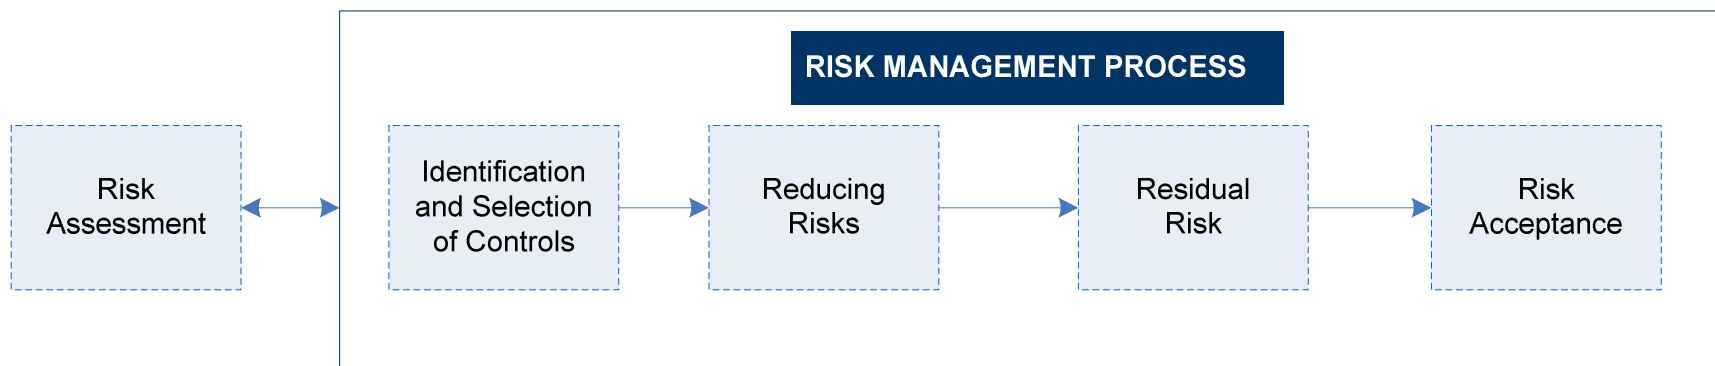 RISK MANAGEMENT PROCESS
Risk
Assessment
Identification
and Selection
of Controls
Reducing
Risks
Residual
Risk
Risk
Acceptance